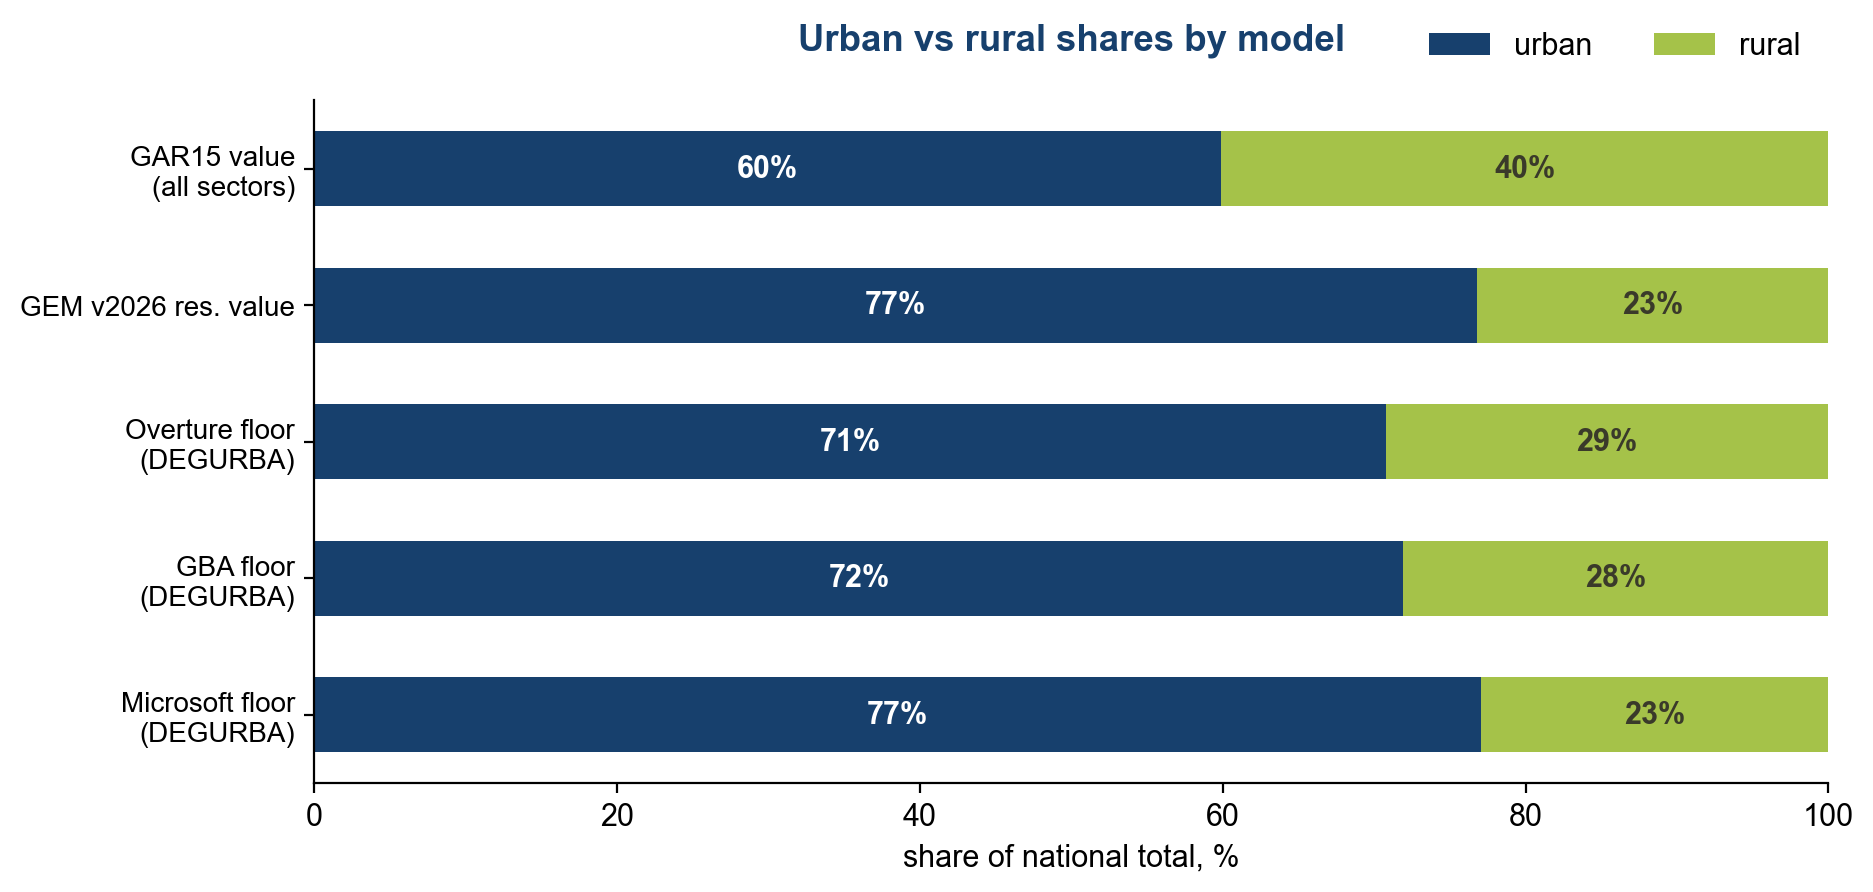 Urban vs rural shares by model
urban
rural
GAR15 value
(all sectors)
60%
40%
GEM v2026 res. value
77%
23%
Overture floor
(DEGURBA)
71%
29%
GBA floor
(DEGURBA)
72%
28%
Microsoft floor
(DEGURBA)
77%
23%
0 20 40 60 80 100
share of national total, %